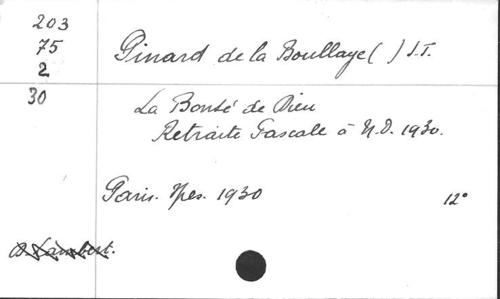 203
75
2
30
Pinard de la Boullaye ( ) S.J.
La Bonté de Dieu
Retraite Pascale à N.D. 1930.
Paris. Spes. 1930
12°
A. Lambert.